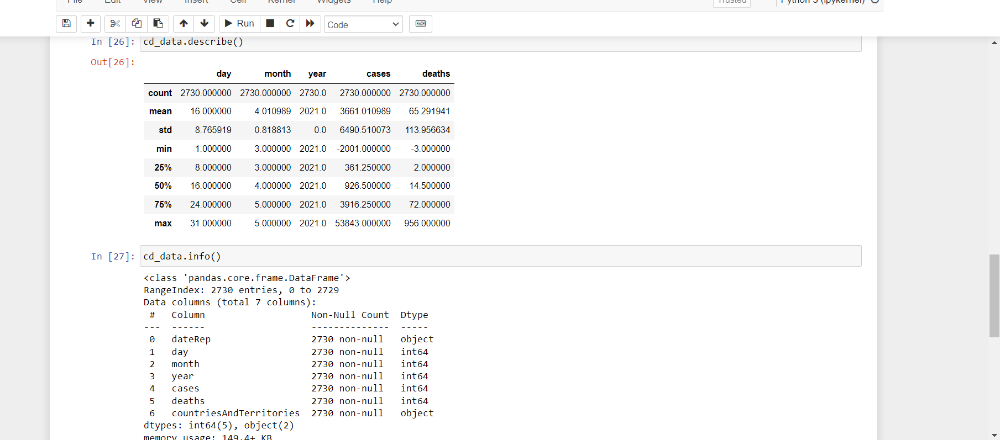 File Edit View Insert Cell Kernel Widgets Help Trusted Python 3 (ipykernel)
Run Code
In [26]: cd_data.describe()
Out[26]:
day month year cases deaths
count 2730.000000 2730.000000 2730.0 2730.000000 2730.000000
mean 16.000000 4.010989 2021.0 3661.010989 65.291941
std 8.765919 0.818813 0.0 6490.510073 113.956634
min 1.000000 3.000000 2021.0 -2001.000000 -3.000000
25% 8.000000 3.000000 2021.0 361.250000 2.000000
50% 16.000000 4.000000 2021.0 926.500000 14.500000
75% 24.000000 5.000000 2021.0 3916.250000 72.000000
max 31.000000 5.000000 2021.0 53843.000000 956.000000
In [27]: cd_data.info()
<class 'pandas.core.frame.DataFrame'>
RangeIndex: 2730 entries, 0 to 2729
Data columns (total 7 columns):
# Column Non-Null Count Dtype
--- ------ -------------- -----
0 dateRep 2730 non-null object
1 day 2730 non-null int64
2 month 2730 non-null int64
3 year 2730 non-null int64
4 cases 2730 non-null int64
5 deaths 2730 non-null int64
6 countriesAndTerritories 2730 non-null object
dtypes: int64(5), object(2)
memory usage: 149.4+ KB